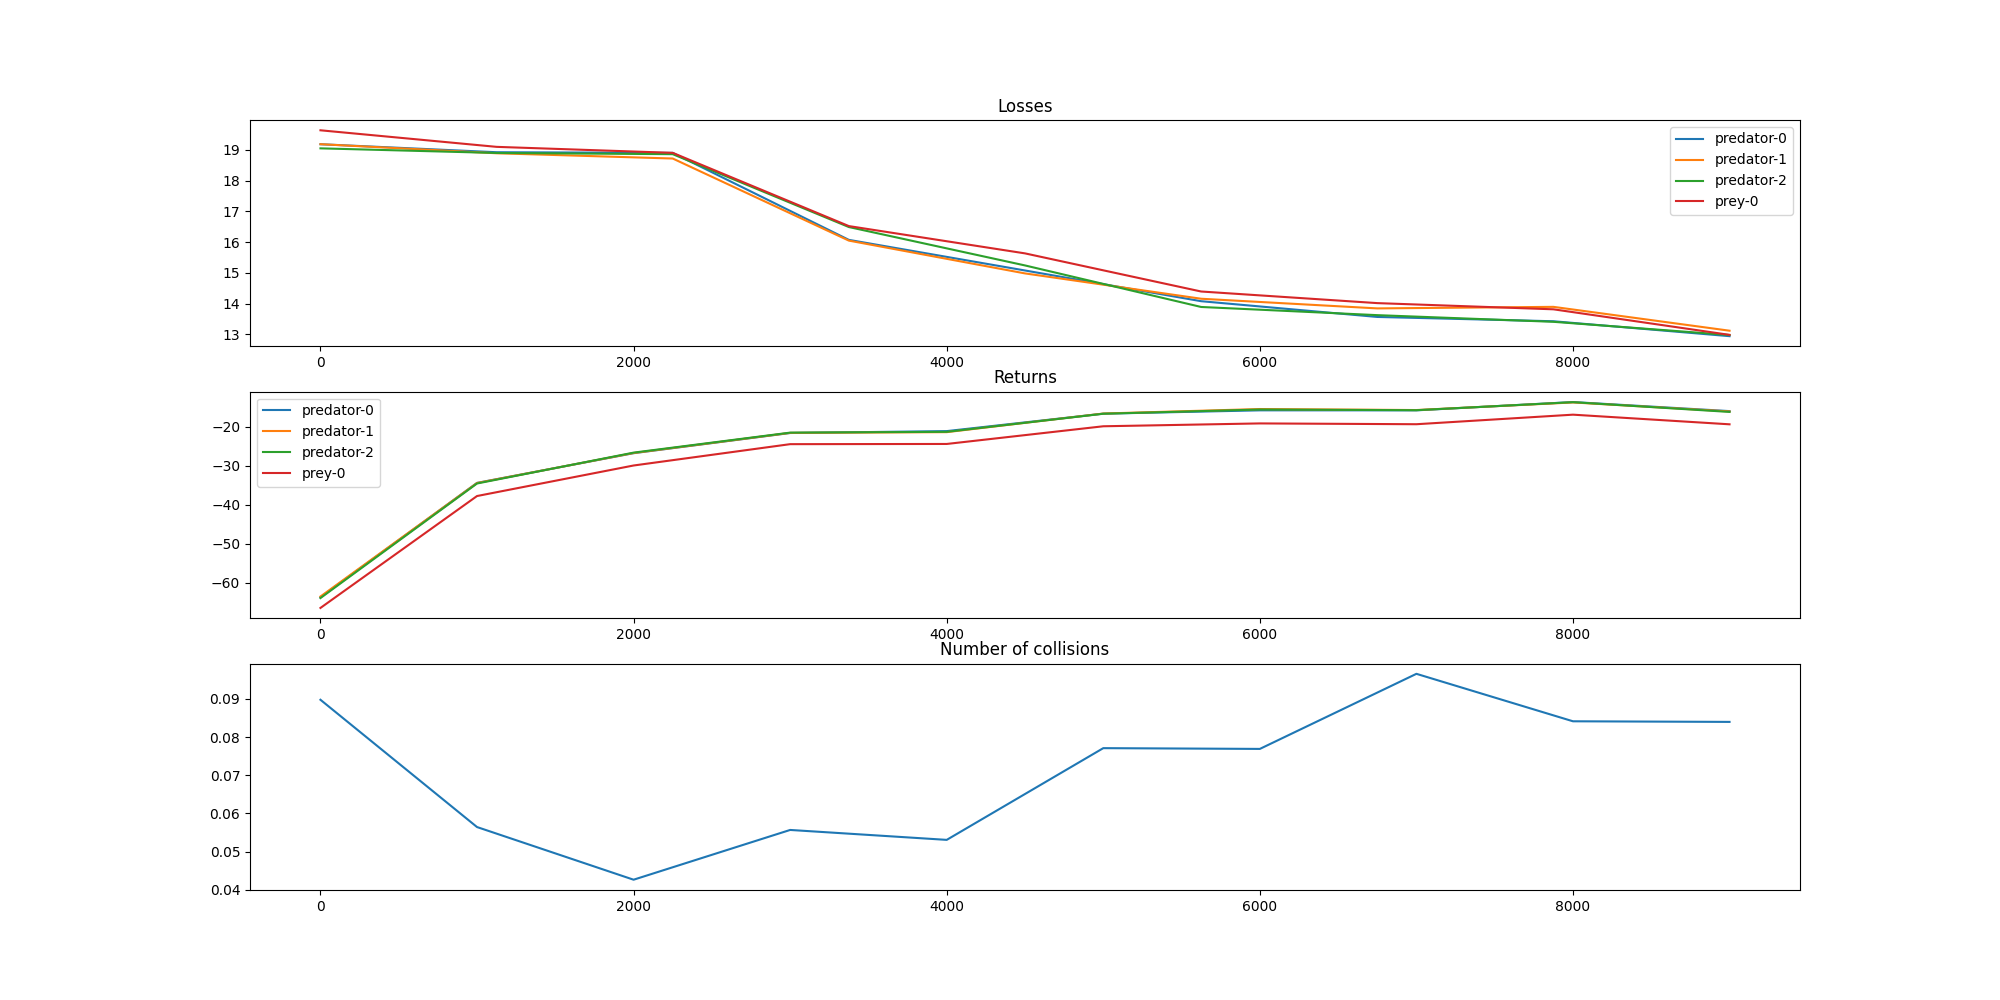 Losses
19
18
17
16
15
14
13
predator-0
predator-1
predator-2
prey-0
0 2000 4000 6000 8000
Returns
−20
−30
−40
−50
−60
predator-0
predator-1
predator-2
prey-0
0 2000 4000 6000 8000
Number of collisions
0.09
0.08
0.07
0.06
0.05
0.04
0 2000 4000 6000 8000